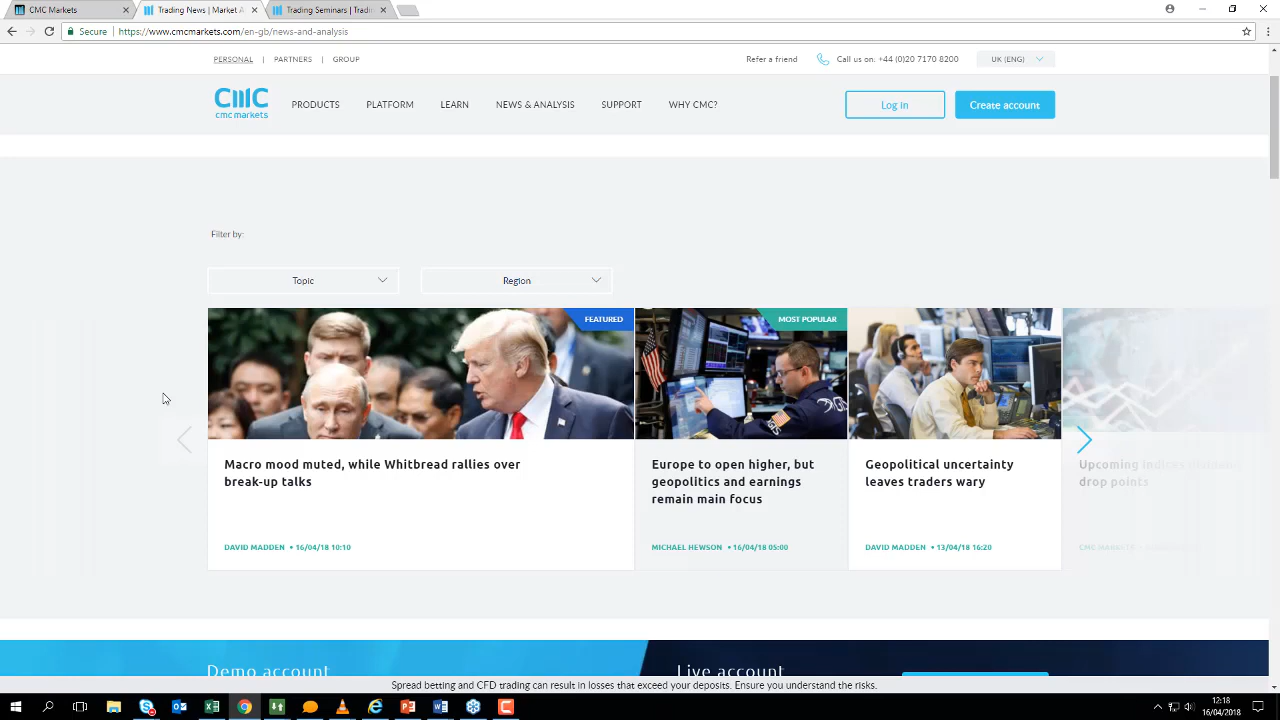 CMC Markets
Trading News | Market A
Trading Seminars | Tradin
Secure
https://www.cmcmarkets.com/en-gb/news-and-analysis
PERSONAL | PARTNERS | GROUP
Refer a friend
Call us on: +44 (0)20 7170 8200
UK (ENG)
cmc
cmc markets
PRODUCTS
PLATFORM
LEARN
NEWS & ANALYSIS
SUPPORT
WHY CMC?
Log in
Create account
Filter by:
Topic
Region
FEATURED
Macro mood muted, while Whitbread rallies over
break-up talks
DAVID MADDEN • 16/04/18 10:10
MOST POPULAR
Europe to open higher, but
geopolitics and earnings
remain main focus
MICHAEL HEWSON • 16/04/18 05:00
Geopolitical uncertainty
leaves traders wary
DAVID MADDEN • 13/04/18 16:20
Upcoming
drop points
Demo account
Live account
Spread betting and CFD trading can result in losses that exceed your deposits. Ensure you understand the risks.
12:18
16/04/2018